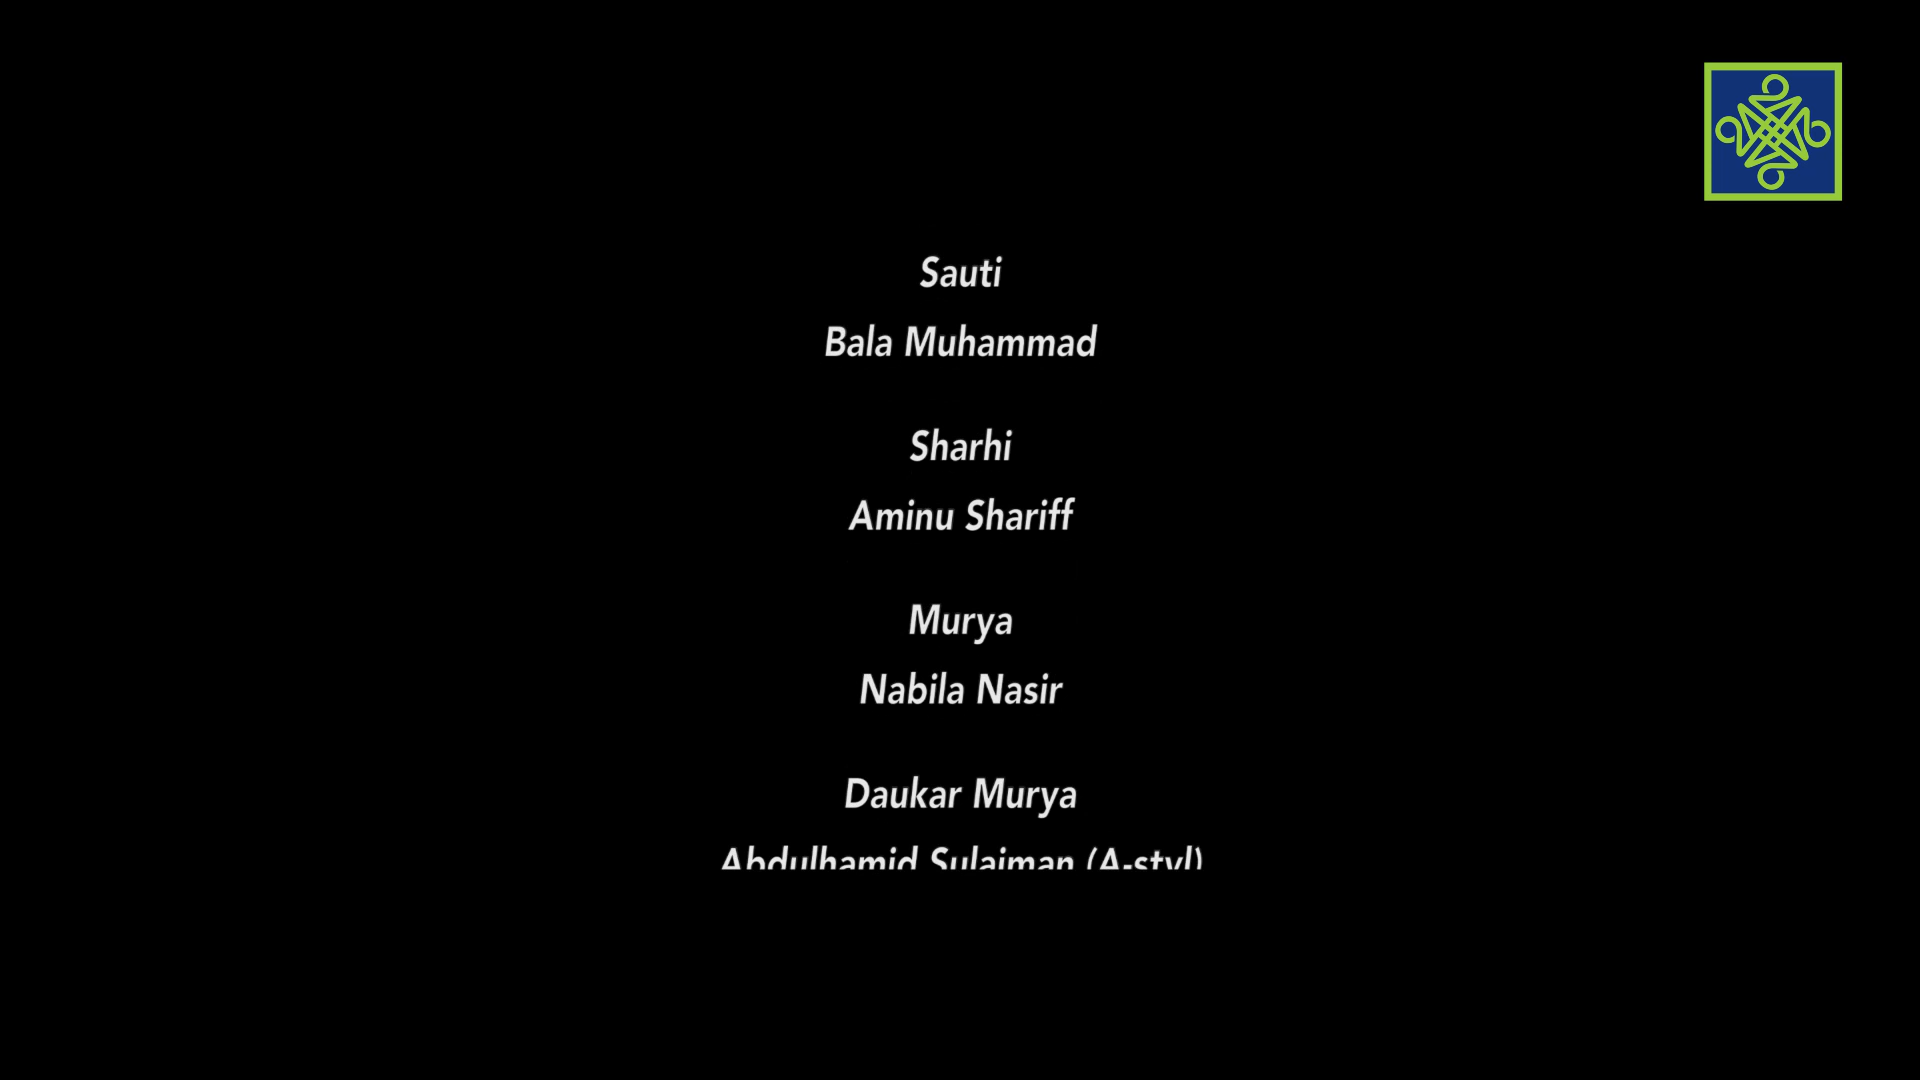 Sauti
Bala Muhammad
Sharhi
Aminu Shariff
Murya
Nabila Nasir
Daukar Murya
Abdulhamid Sulaiman (A-styl)